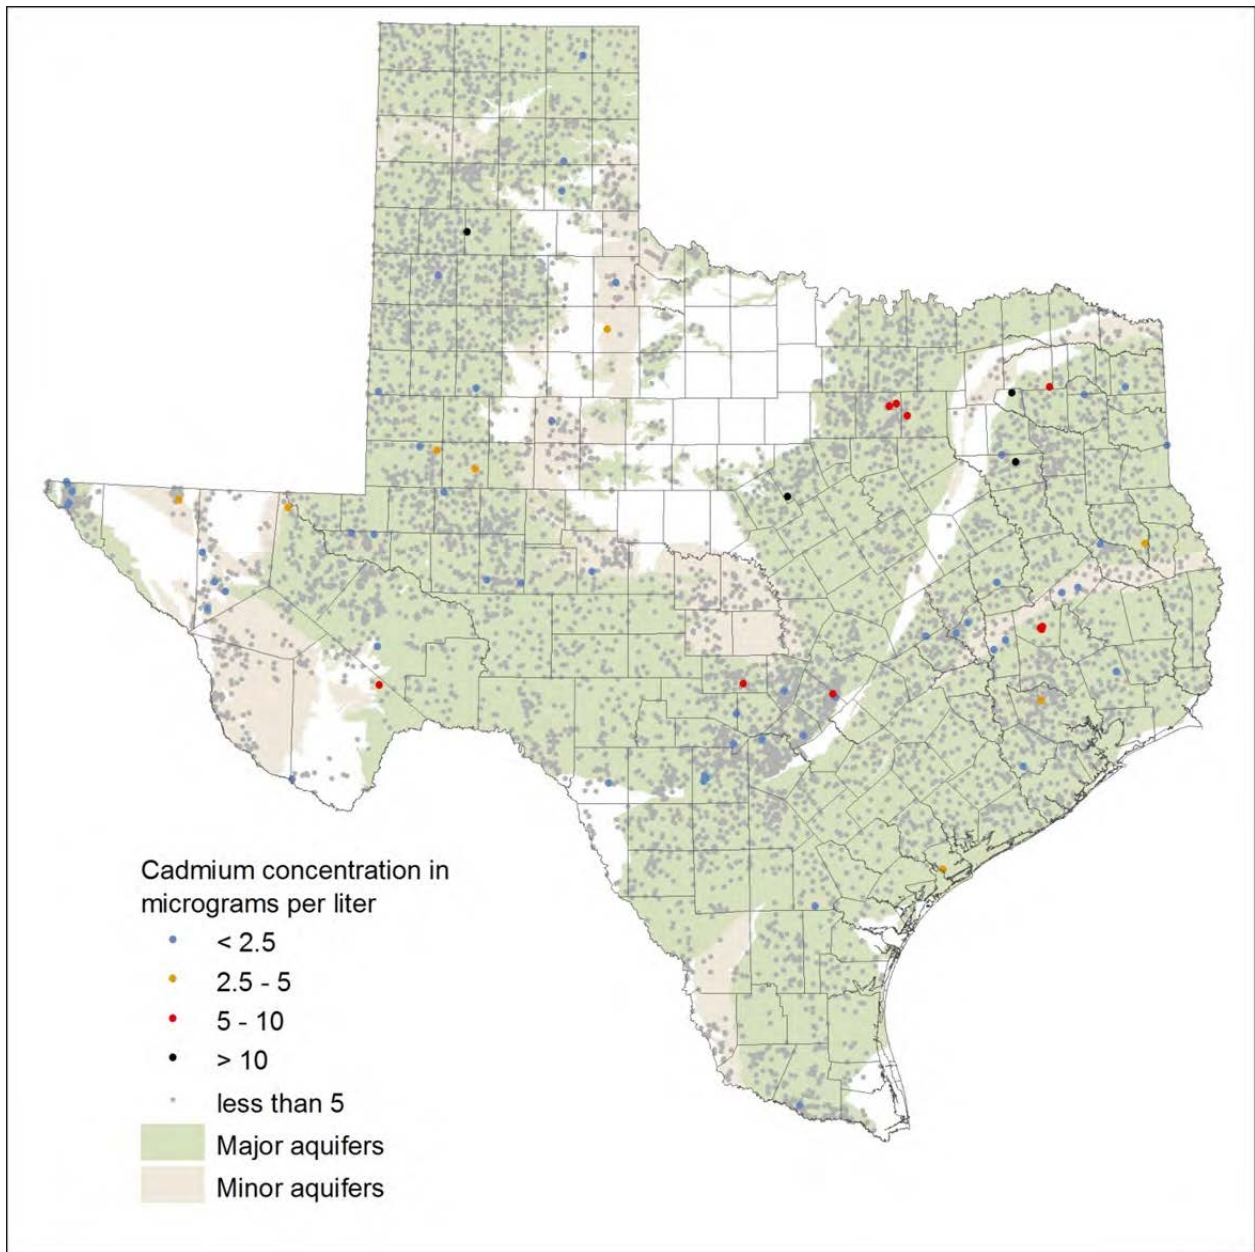 Cadmium concentration in
micrograms per liter
< 2.5
2.5 - 5
5 - 10
> 10
less than 5
Major aquifers
Minor aquifers